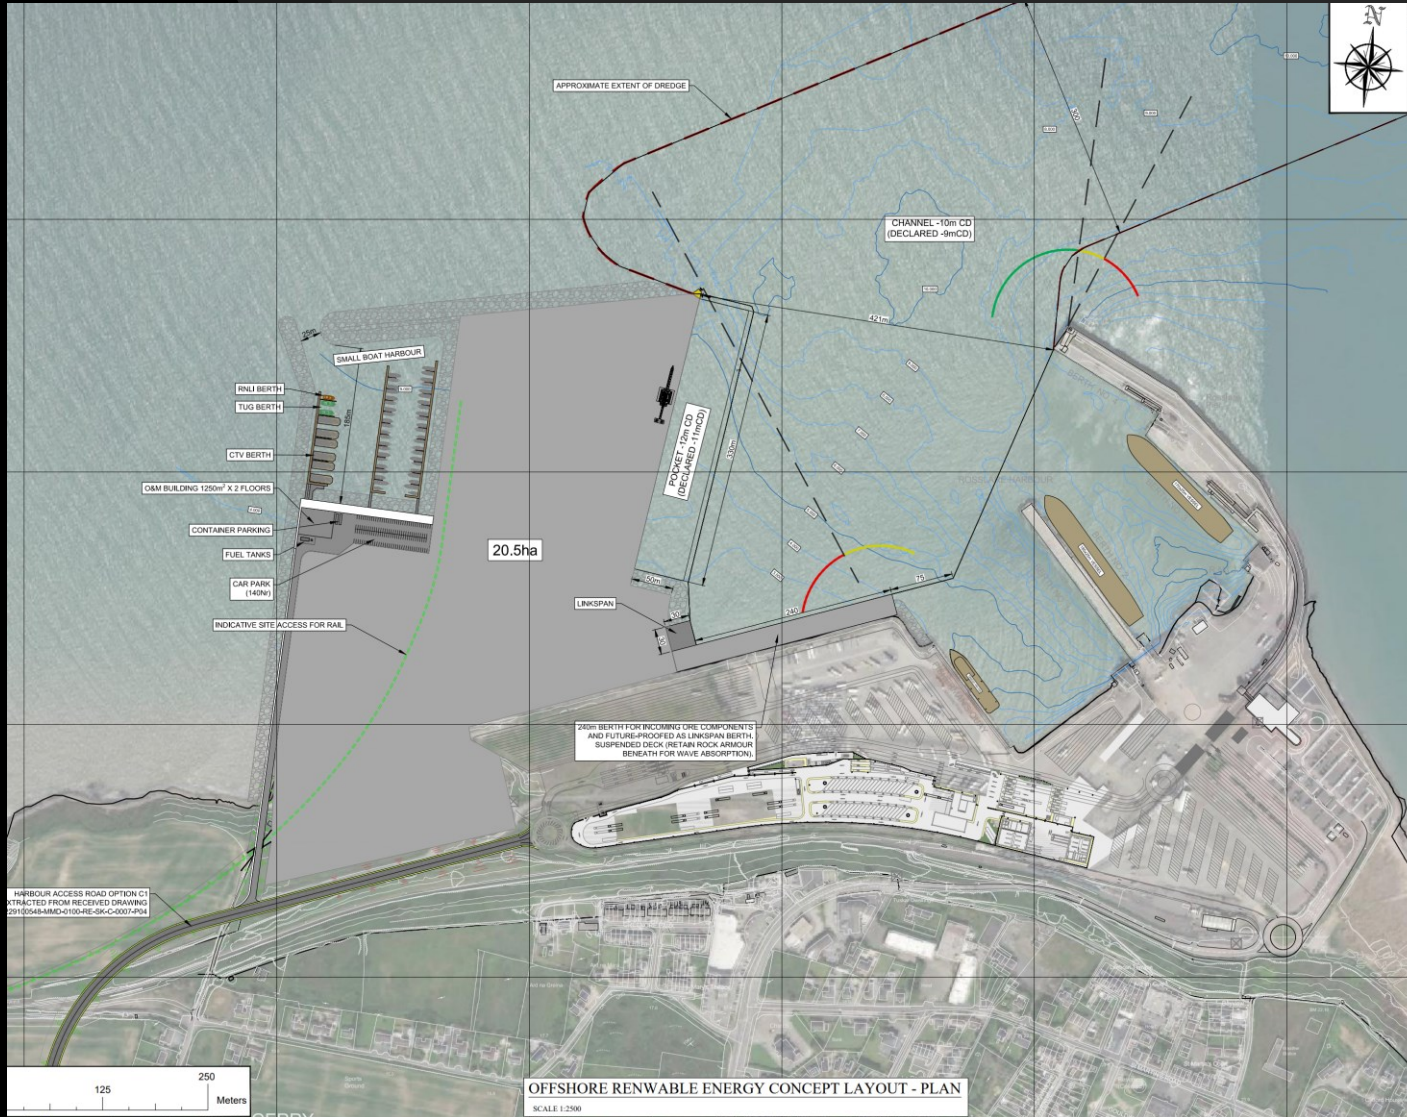 N
APPROXIMATE EXTENT OF DREDGE
300
CHANNEL -10m CD
(DECLARED -9mCD)
421m
25m
SMALL BOAT HARBOUR
RNLI BERTH
TUG BERTH
CTV BERTH
O&M BUILDING 1250m² X 2 FLOORS
CONTAINER PARKING
FUEL TANKS
CAR PARK
(140Nr)
INDICATIVE SITE ACCESS FOR RAIL
POCKET -12m CD
(DECLARED -11mCD)
330m
20.5ha
50m
LINKSPAN
30
30
240
75
240m BERTH FOR INCOMING ORE COMPONENTS
AND FUTURE-PROOFED AS LINKSPAN BERTH.
SUSPENDED DECK (RETAIN ROCK ARMOUR
BENEATH FOR WAVE ABSORPTION).
HARBOUR ACCESS ROAD OPTION C1
XTRACTED FROM RECEIVED DRAWING
229100548-MMD-0100-RE-SK-C-0007-P04
125
250
Meters
OFFSHORE RENWABLE ENERGY CONCEPT LAYOUT - PLAN
SCALE 1:2500